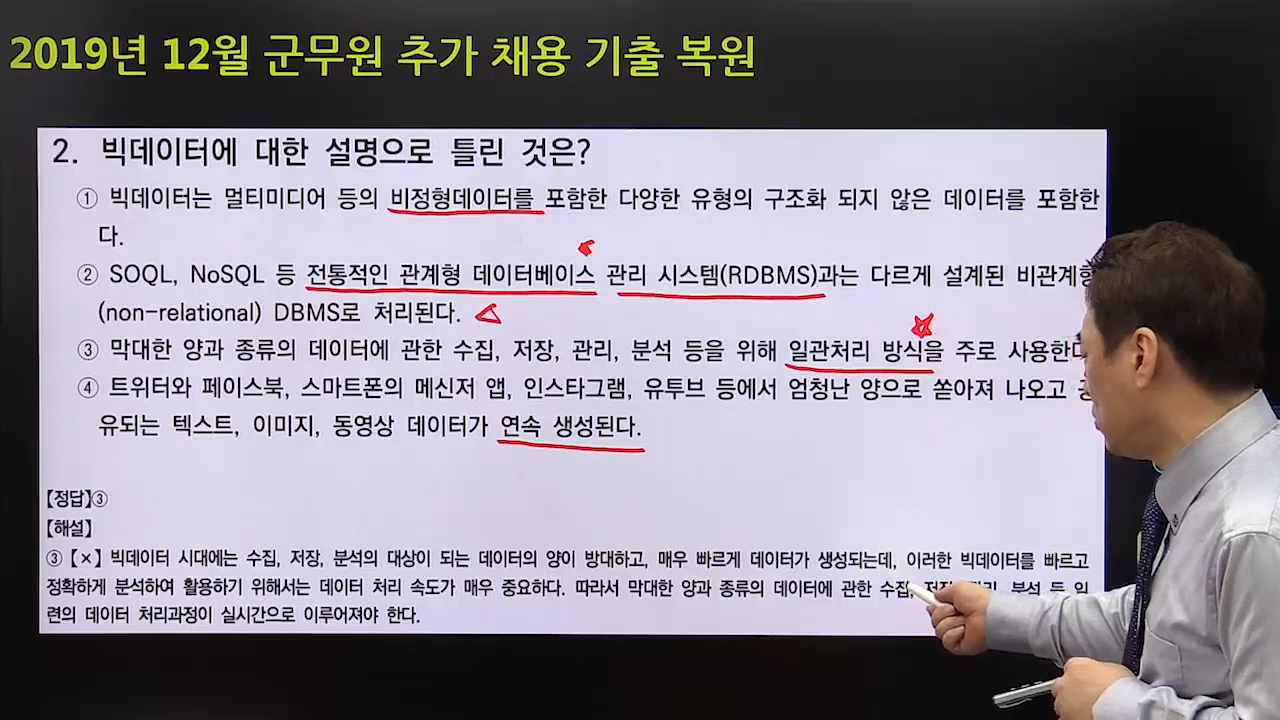 2019년 12월 군무원 추가 채용 기출 복원
2. 빅데이터에 대한 설명으로 틀린 것은?
① 빅데이터는 멀티미디어 등의 비정형데이터를 포함한 다양한 유형의 구조화 되지 않은 데이터를 포함한
다.
② SOQL, NoSQL 등 전통적인 관계형 데이터베이스 관리 시스템(RDBMS)과는 다르게 설계된 비관계형
(non-relational) DBMS로 처리된다.
③ 막대한 양과 종류의 데이터에 관한 수집, 저장, 관리, 분석 등을 위해 일관처리 방식을 주로 사용한다
④ 트위터와 페이스북, 스마트폰의 메신저 앱, 인스타그램, 유투브 등에서 엄청난 양으로 쏟아져 나오고
유되는 텍스트, 이미지, 동영상 데이터가 연속 생성된다.
【정답】③
【해설】
③【×】빅데이터 시대에는 수집, 저장, 분석의 대상이 되는 데이터의 양이 방대하고, 매우 빠르게 데이터가 생성되는데, 이러한 빅데이터를 빠르고
정확하게 분석하여 활용하기 위해서는 데이터 처리 속도가 매우 중요하다. 따라서 막대한 양과 종류의 데이터에 관한 수집, 분석 등 일
련의 데이터 처리과정이 실시간으로 이루어져야 한다.